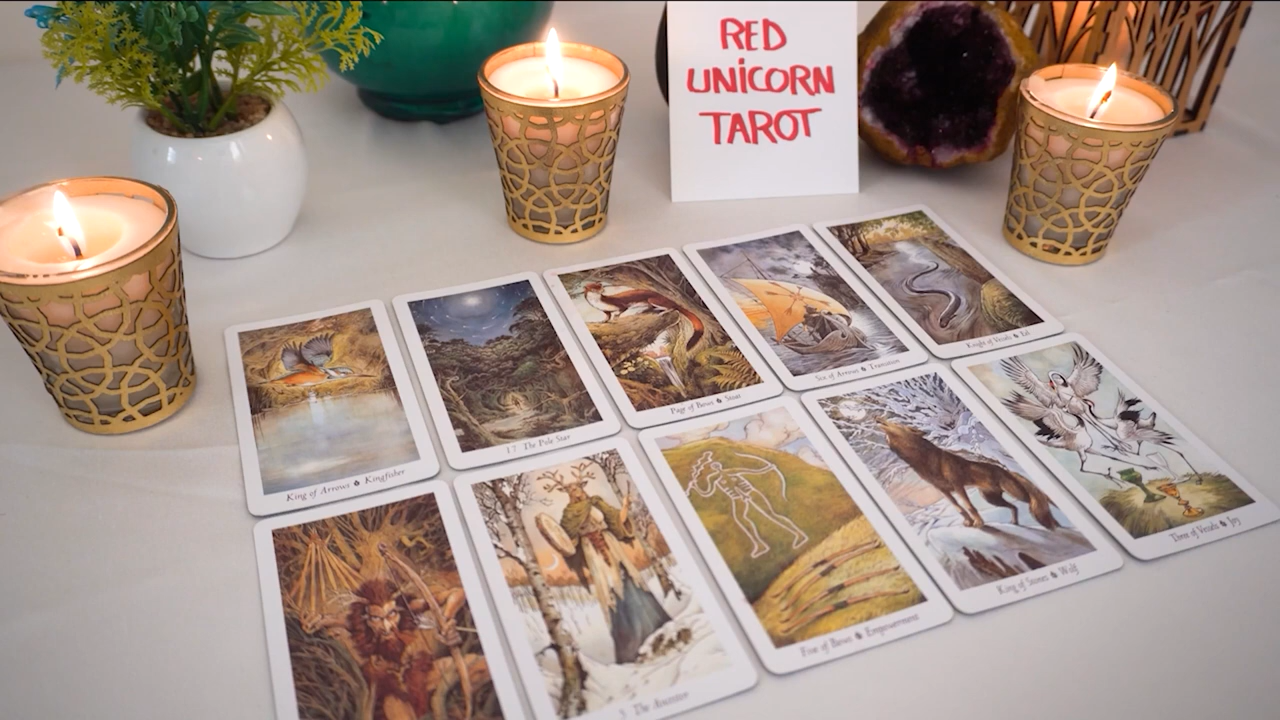 RED
UNiCORN
TAROT
King of Arrows Kingfisher
17 The Pole Star
Page of Bows Stoat
Six of Arrows Transition
Knight of Vessels Eel
5 The Ancestor
Five of Bows Empowerment
King of Stones Wolf
Three of Vessels Joy